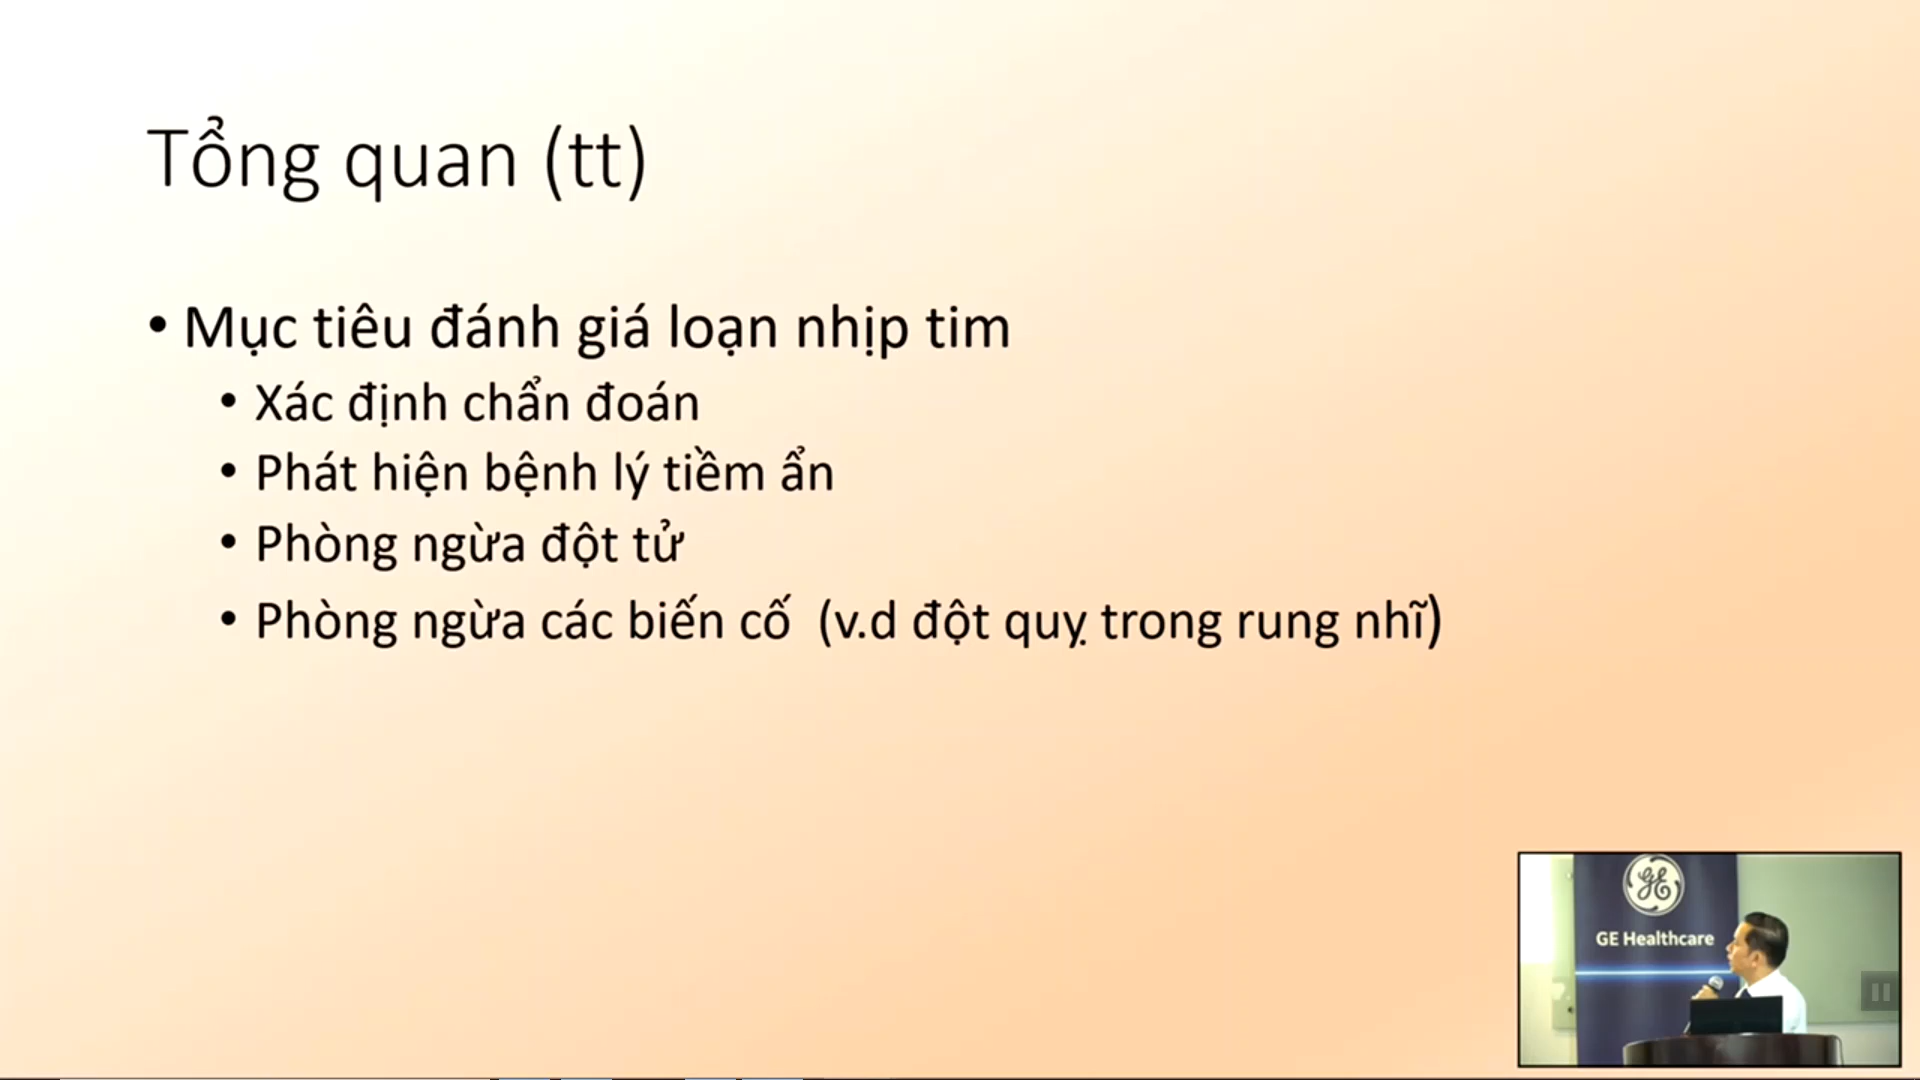 Tổng quan (tt)
• Mục tiêu đánh giá loạn nhịp tim
• Xác định chẩn đoán
• Phát hiện bệnh lý tiềm ẩn
• Phòng ngừa đột tử
• Phòng ngừa các biến cố (v.d đột quỵ trong rung nhĩ)
GE
GE Healthcare